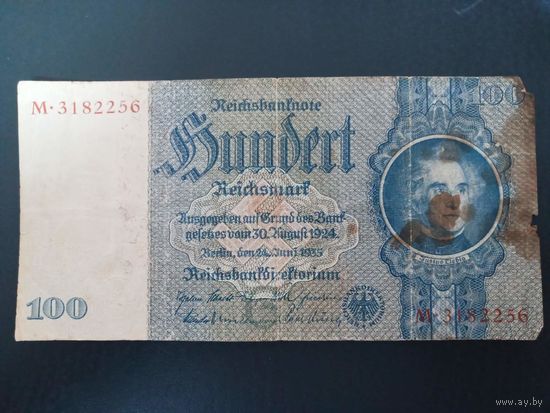 M·3182256
Reichsbanknote
100
Hundert
Reichsmark
Ausgegeben auf Grund des Bank-
gesetzes vom 30. August 1924
Berlin, den 24. Juni 1935
Reichsbankdirektorium
100
M·3182256
ay.by